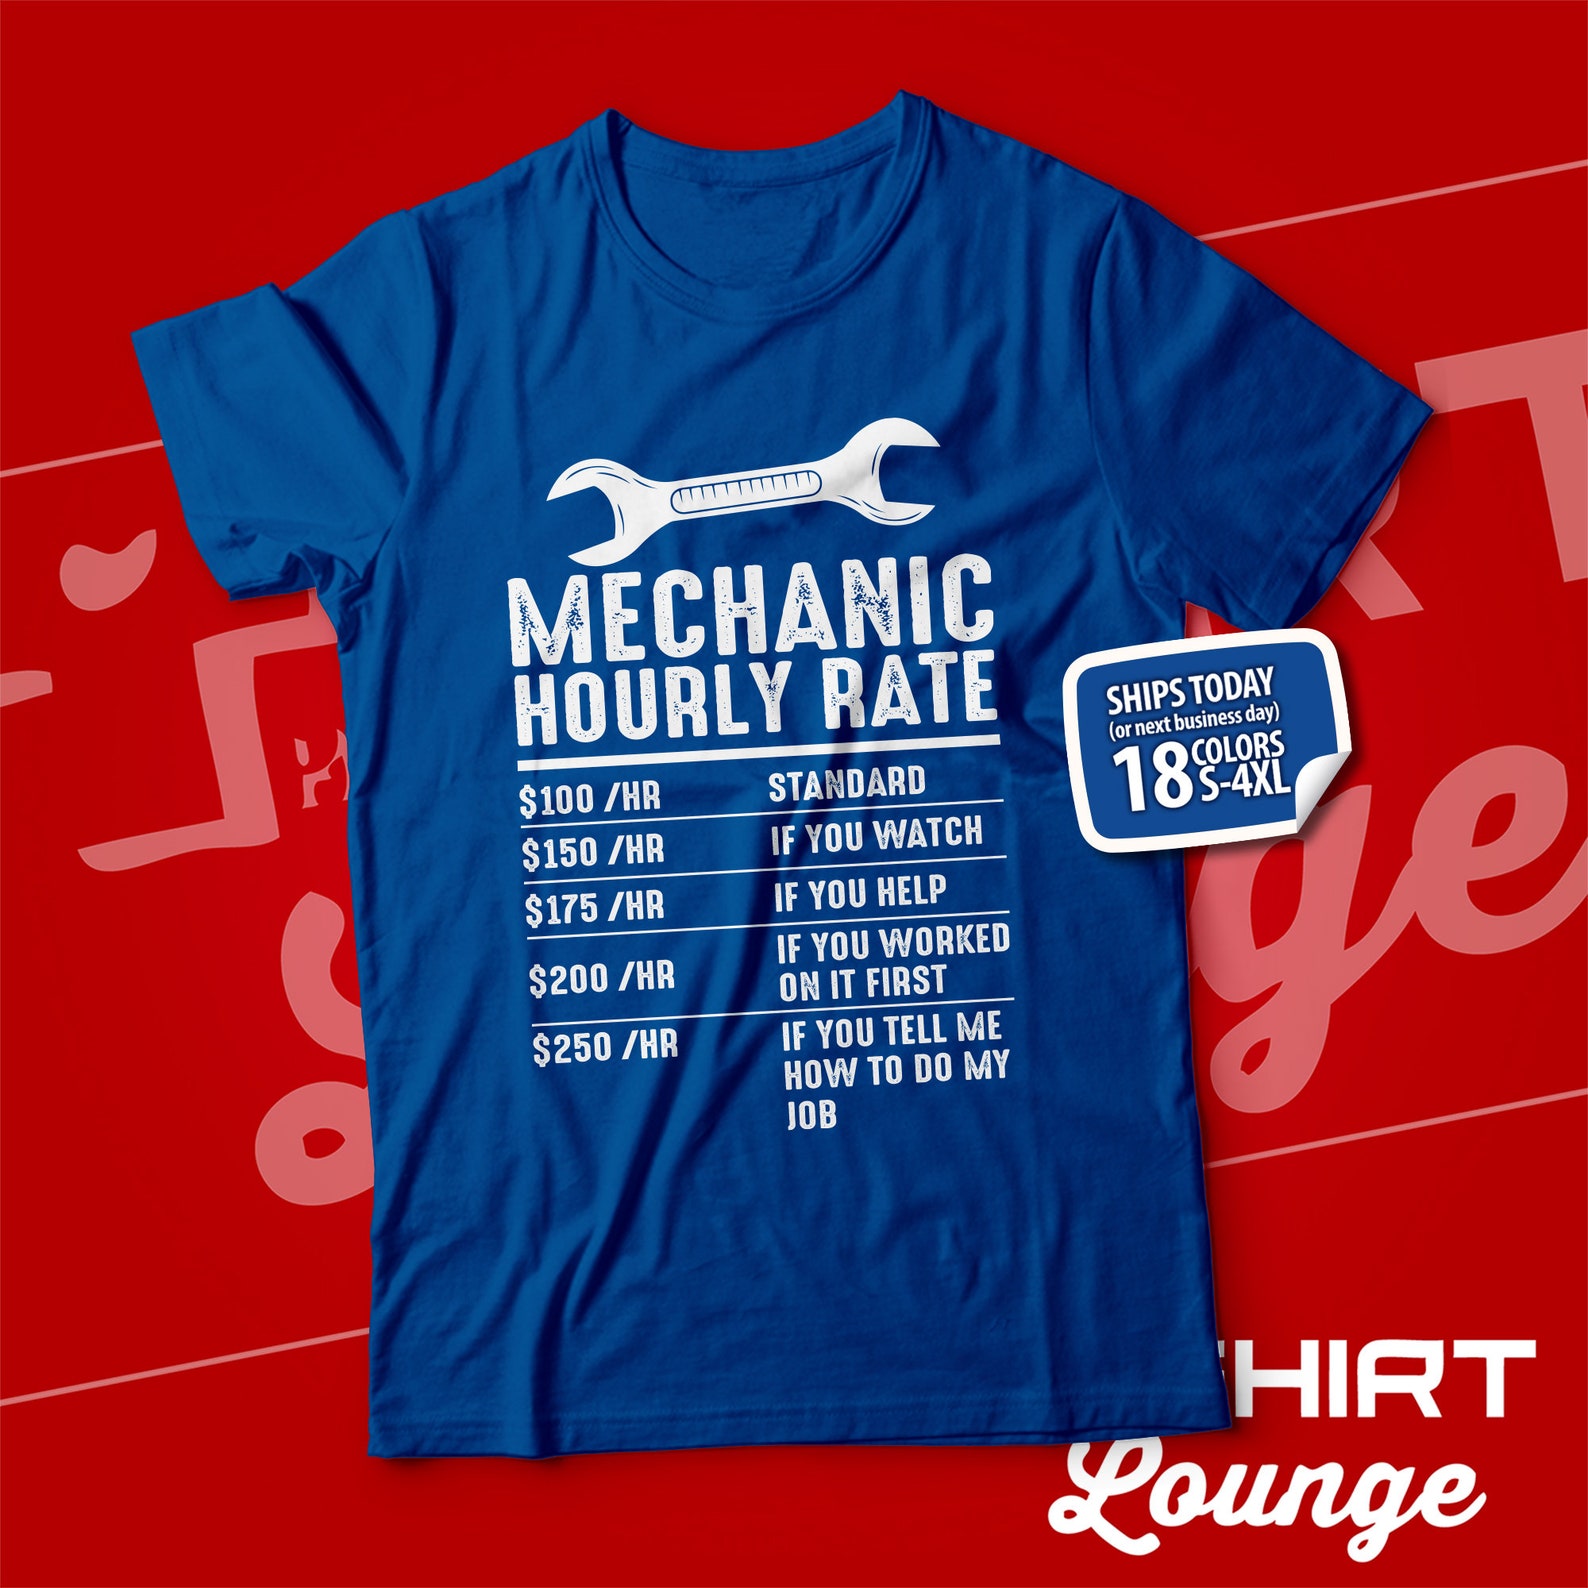 MECHANIC
HOURLY RATE
$100 /HR STANDARD
$150 /HR IF YOU WATCH
$175 /HR IF YOU HELP
$200 /HR IF YOU WORKED
ON IT FIRST
$250 /HR IF YOU TELL ME
HOW TO DO MY
JOB
SHIPS TODAY
(or next business day)
18 COLORS
S-4XL
HIRT
Lounge